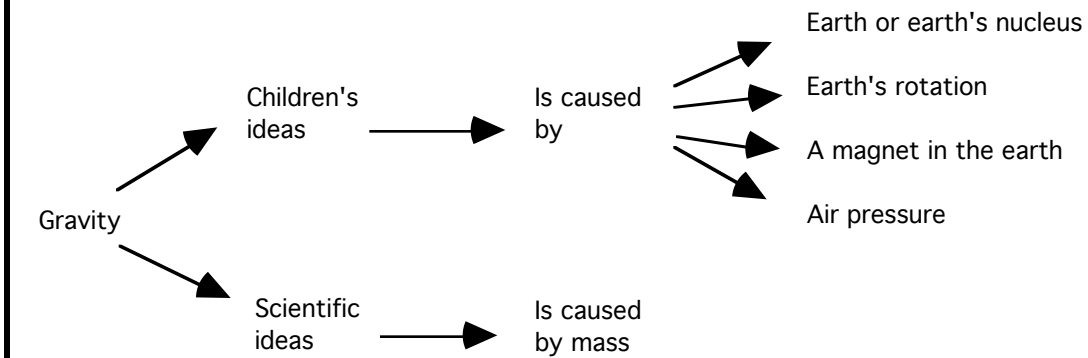 Earth or earth's nucleus
Children's
ideas
Is caused
by
Earth's rotation
A magnet in the earth
Air pressure
Gravity
Scientific
ideas
Is caused
by mass